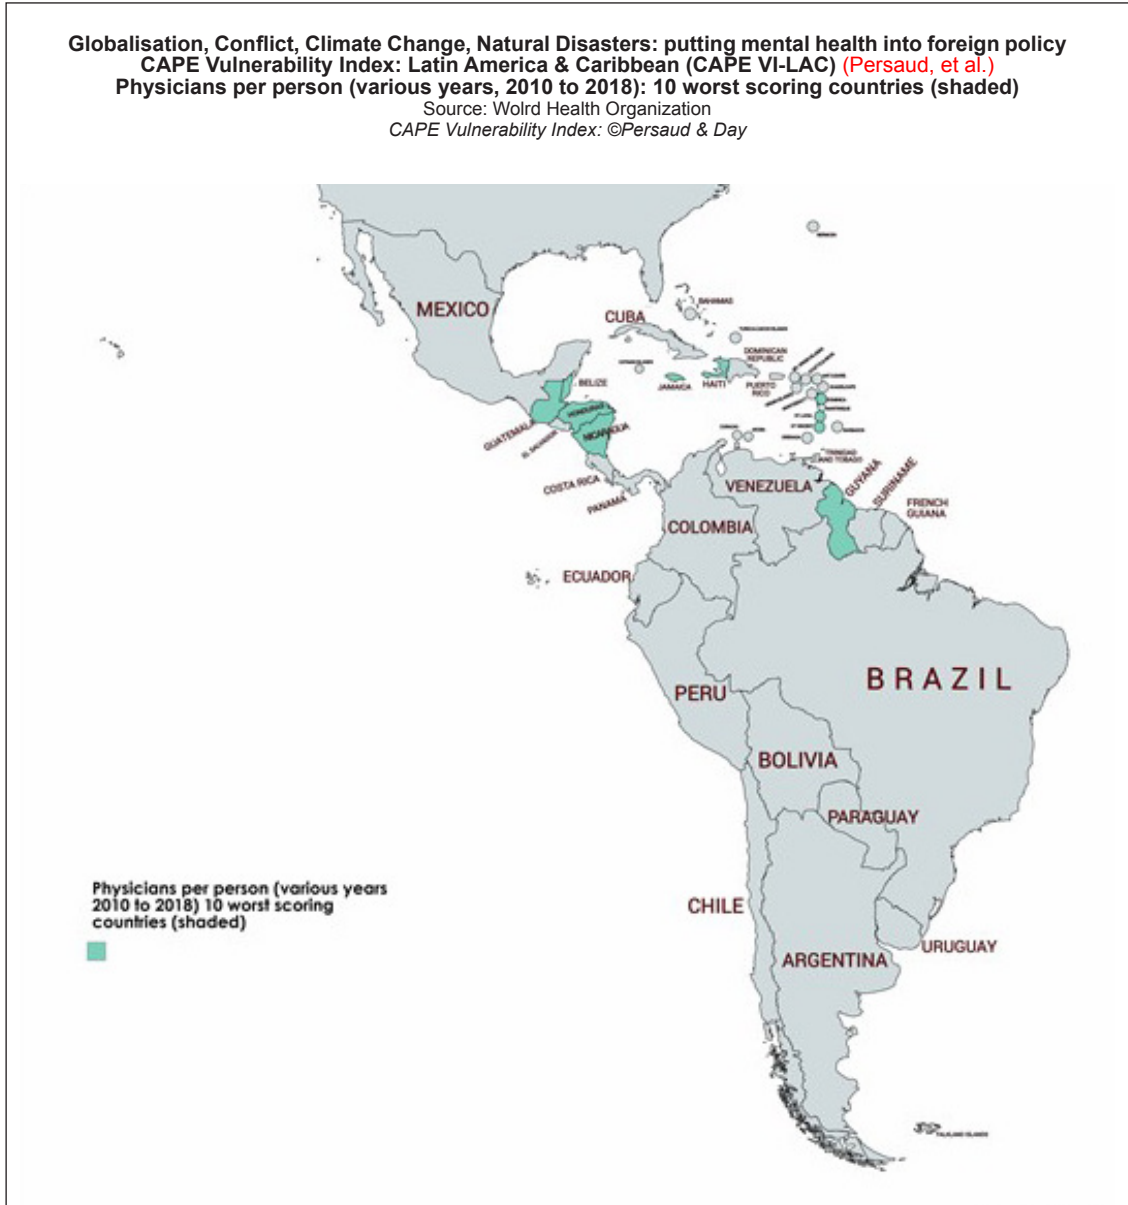 Globalisation, Conflict, Climate Change, Natural Disasters: putting mental health into foreign policy
CAPE Vulnerability Index: Latin America & Caribbean (CAPE VI-LAC) (Persaud, et al.)
Physicians per person (various years, 2010 to 2018): 10 worst scoring countries (shaded)
Source: Wolrd Health Organization
CAPE Vulnerability Index: ©Persaud & Day
MEXICO
CUBA
BAHAMAS
DOMINICAN
REPUBLIC
JAMAICA
HAITI
PUERTO
RICO
BELIZE
HONDURAS
GUATEMALA
EL SALVADOR
NICARAGUA
COSTA RICA
PANAMA
TRINIDAD
AND TOBAGO
VENEZUELA
GUYANA
SURINAME
FRENCH
GUIANA
COLOMBIA
ECUADOR
BRAZIL
PERU
BOLIVIA
PARAGUAY
Physicians per person (various years
2010 to 2018) 10 worst scoring
countries (shaded)
CHILE
ARGENTINA
URUGUAY
FALKLAND ISLANDS